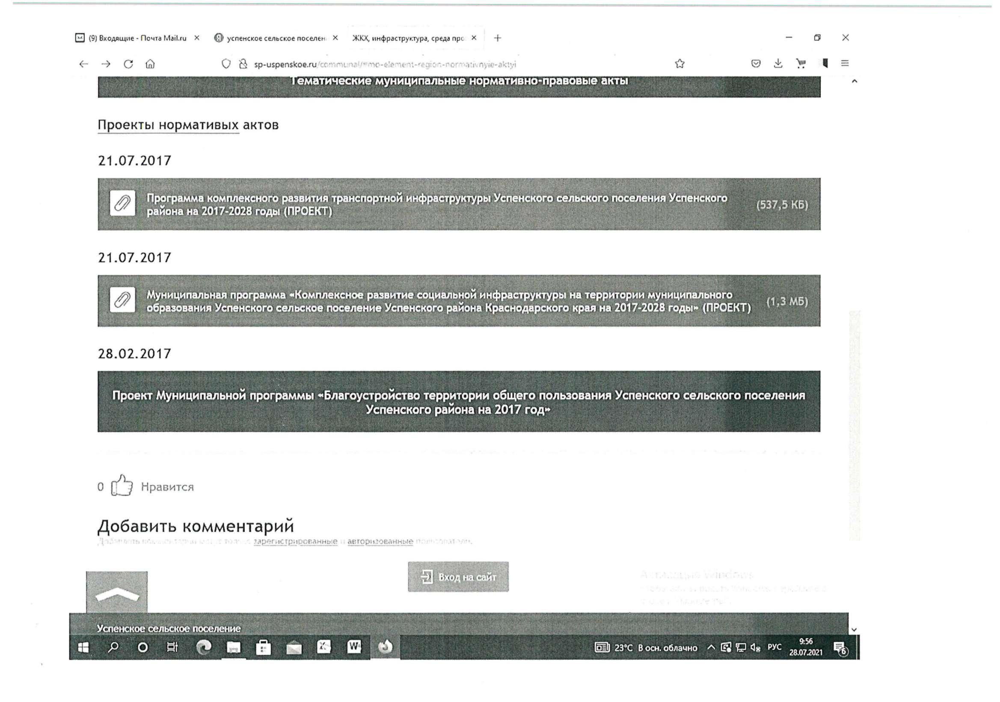 (9) Входящие - Почта Mail.ru
успенское сельское поселен
ЖКХ, инфраструктура, среда про
sp-uspenskoe.ru/communal/#mo-element-region-normativnyie-aktyi
Тематические муниципальные нормативно-правовые акты
Проекты нормативых актов
21.07.2017
Программа комплексного развития транспортной инфраструктуры Успенского сельского поселения Успенского
района на 2017-2028 годы (ПРОЕКТ)
(537,5 КБ)
21.07.2017
Муниципальная программа «Комплексное развитие социальной инфраструктуры на территории муниципального
образования Успенского сельское поселение Успенского района Краснодарского края на 2017-2028 годы» (ПРОЕКТ)
(1,3 МБ)
28.02.2017
Проект Муниципальной программы «Благоустройство территории общего пользования Успенского сельского поселения
Успенского района на 2017 год»
0 Нравится
Добавить комментарий
Добавлять комментарии могут только зарегистрированные и авторизованные пользователи.
Вход на сайт
Активация Windows
Успенское сельское поселение
23°C В осн. облачно
РУС
9:56
28.07.2021
6